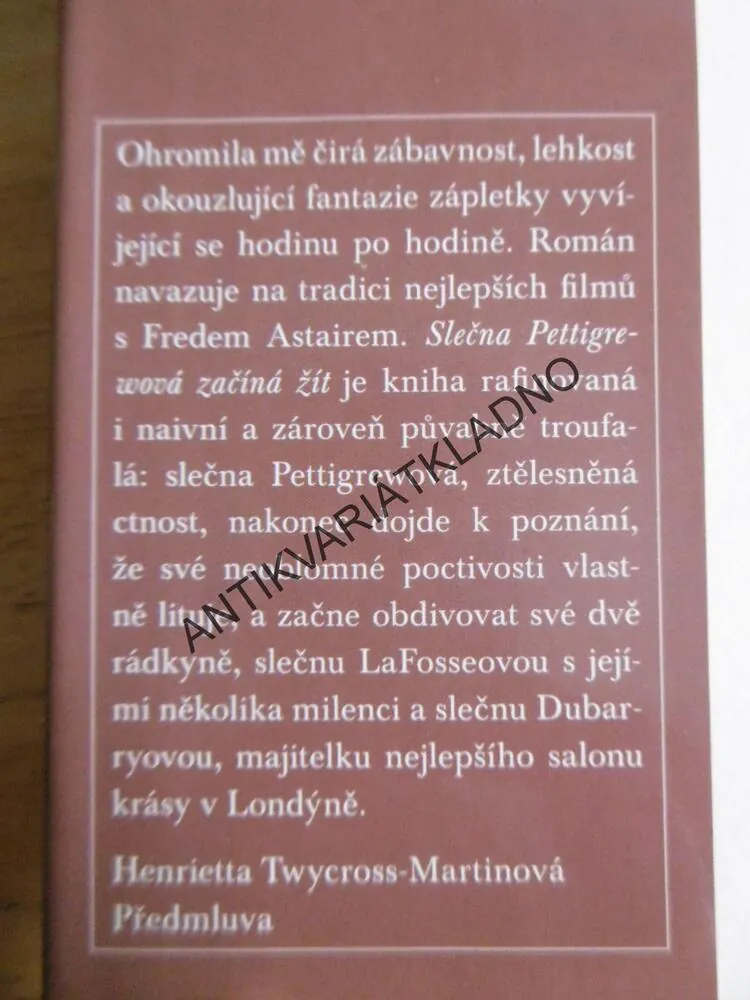 Ohromila mě čirá zábavnost, lehkost
a okouzlující fantazie zápletky vyví-
jející se hodinu po hodině. Román
navazuje na tradici nejlepších filmů
s Fredem Astairem. Slečna Pettigre-
wová začíná žít je kniha rafinovaná
i naivní a zároveň půvabně troufa-
lá: slečna Pettigrewová, ztělesněná
ctnost, nakonec dojde k poznání,
že své neoblomné poctivosti vlast-
ně lituje, a začne obdivovat své dvě
rádkyně, slečnu LaFosseovou s její-
mi několika milenci a slečnu Dubar-
ryovou, majitelku nejlepšího salonu
krásy v Londýně.
Henrietta Twycross-Martinová
Předmluva
ANTIKVARIÁTKLADNO